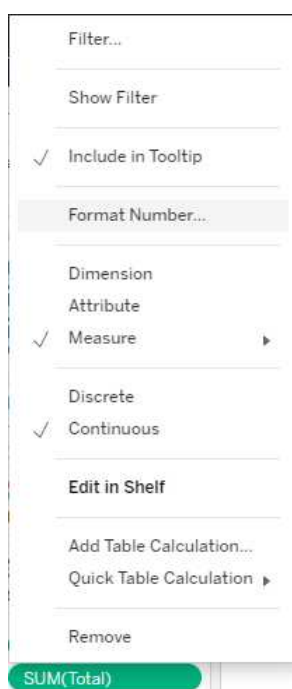 Filter...
Show Filter
Include in Tooltip
Format Number...
Dimension
Attribute
Measure
Discrete
Continuous
Edit in Shelf
Add Table Calculation...
Quick Table Calculation
Remove
SUM(Total)